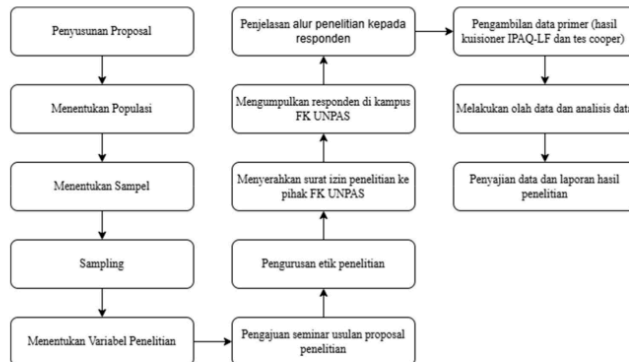 Penyusunan Proposal
Menentukan Populasi
Menentukan Sampel
Sampling
Menentukan Variabel Penelitian
Pengajuan seminar usulan proposal
penelitian
Pengurusan etik penelitian
Menyerahkan surat izin penelitian ke
pihak FK UNPAS
Mengumpulkan responden di kampus
FK UNPAS
Penjelasan alur penelitian kepada
responden
Pengambilan data primer (hasil
kuisioner IPAQ-LF dan tes cooper)
Melakukan olah data dan analisis data
Penyajian data dan laporan hasil
penelitian